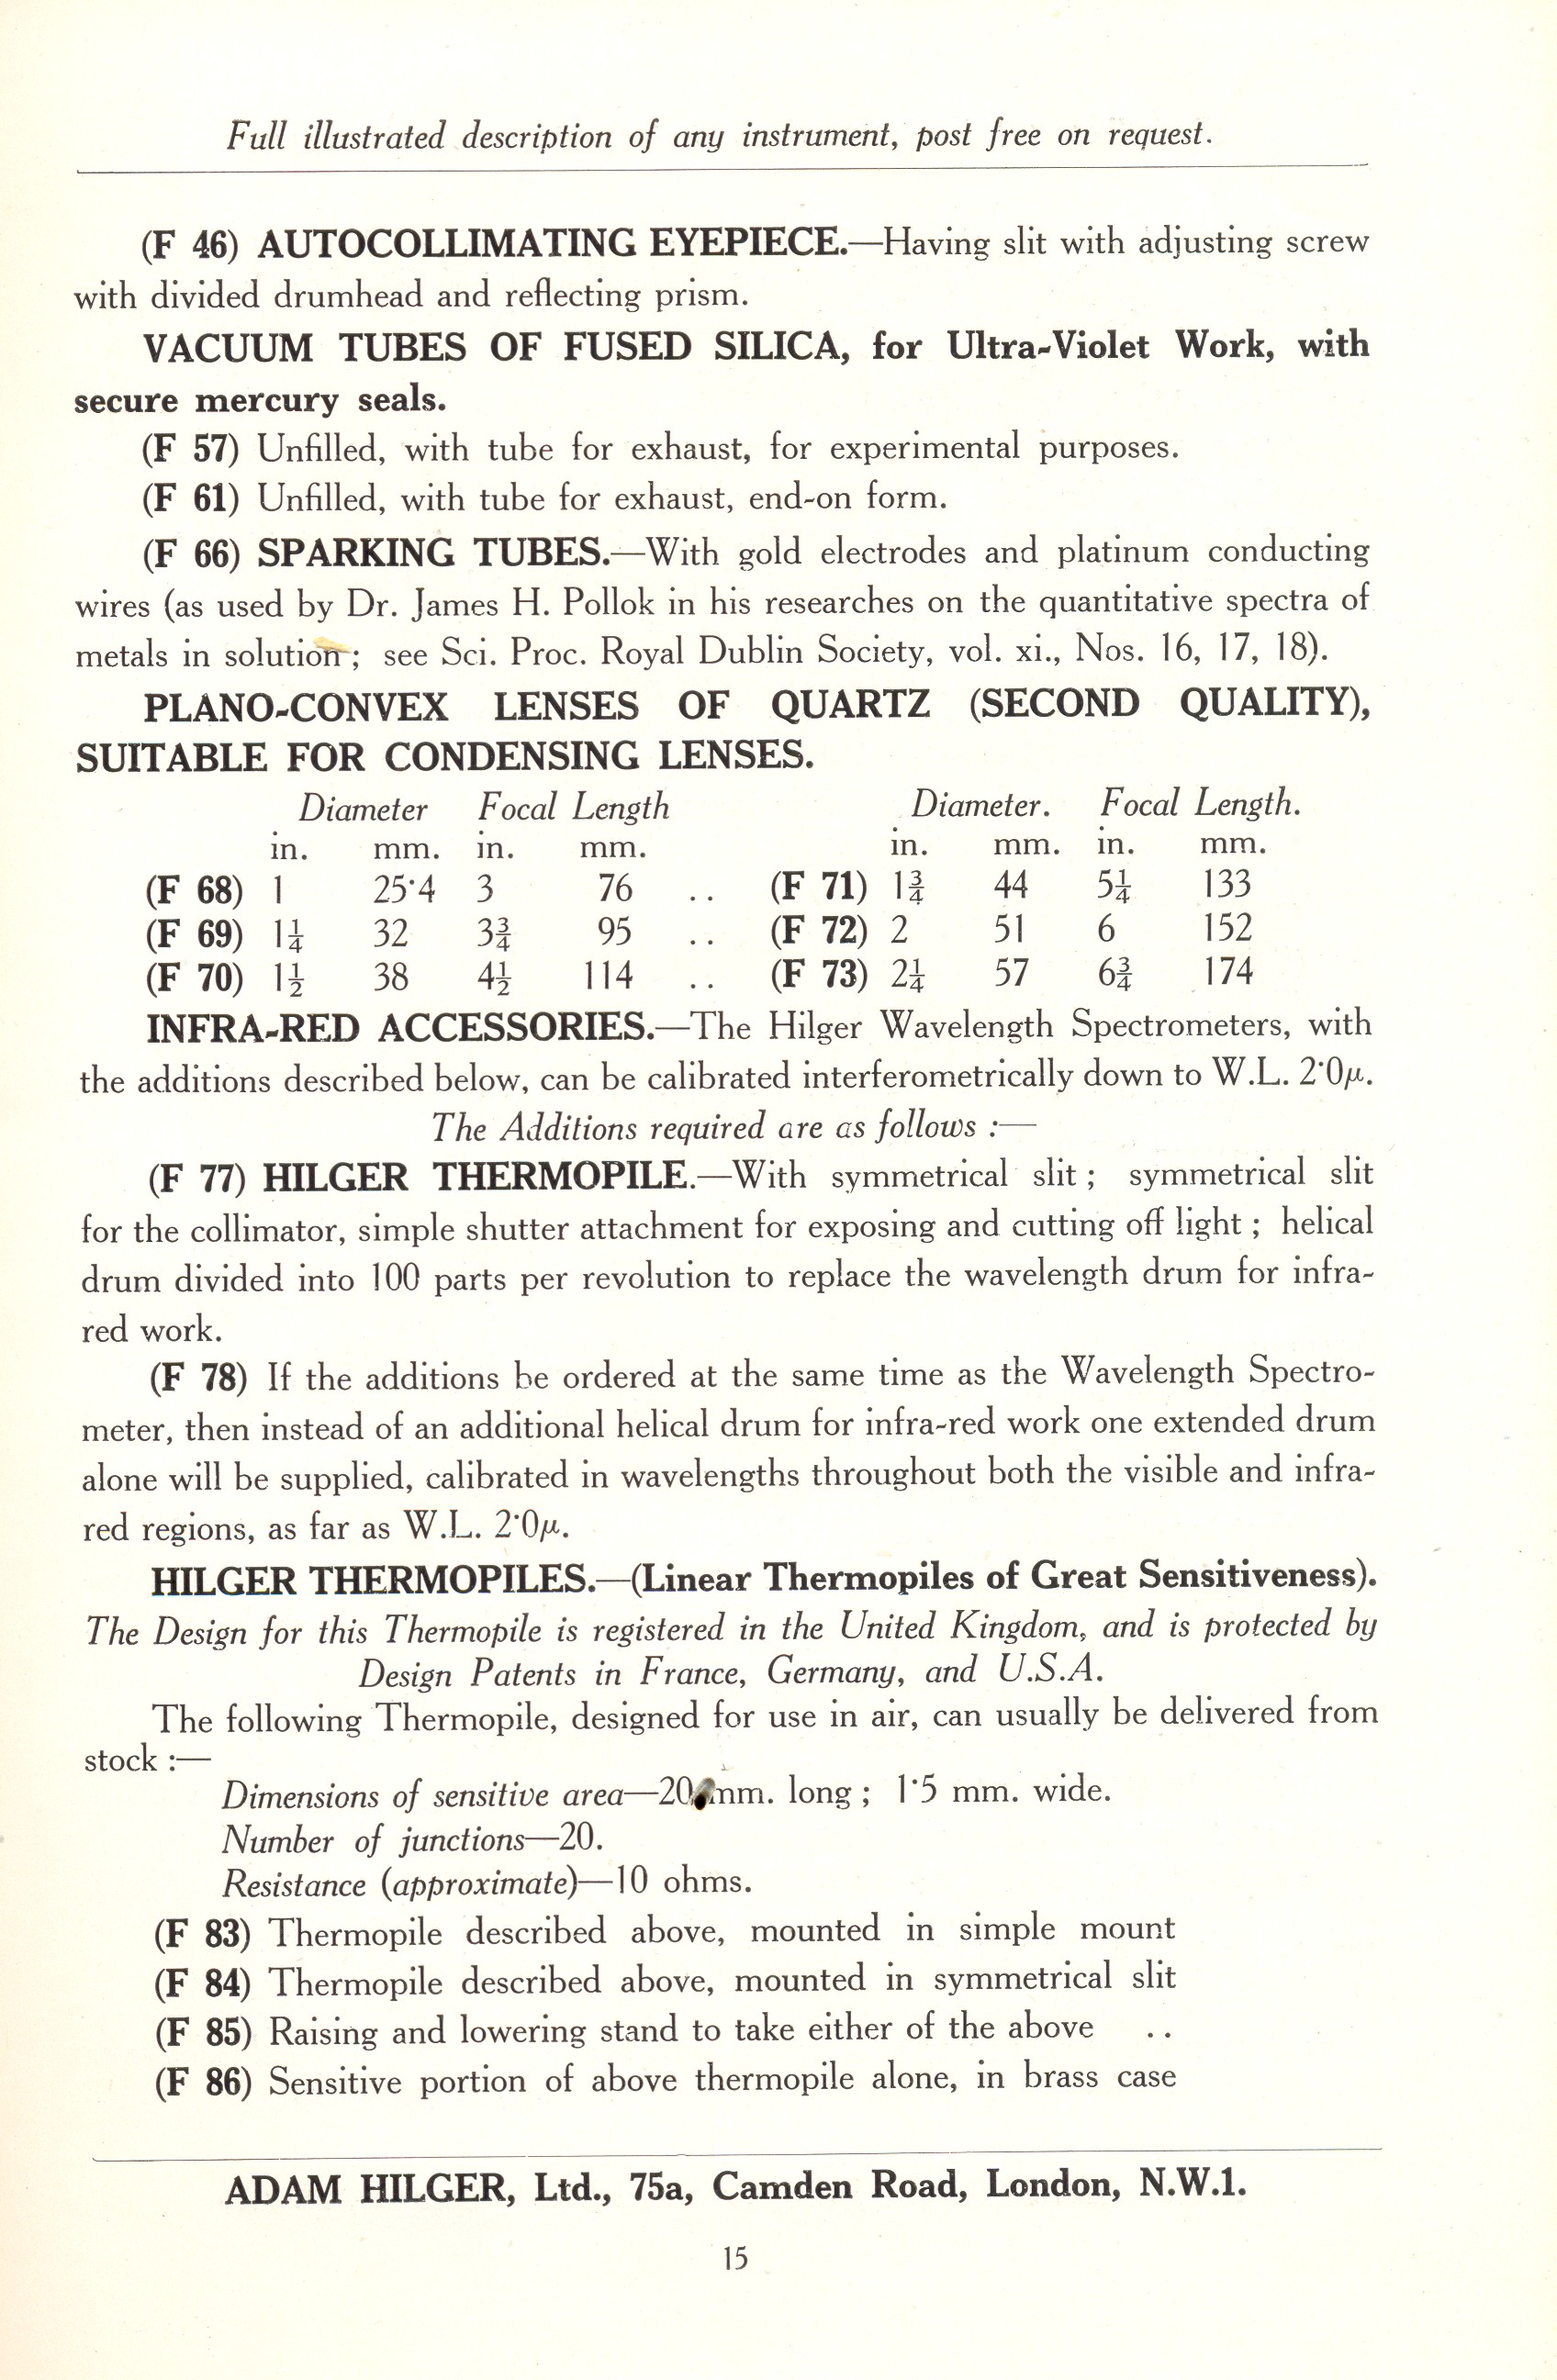 Full illustrated description of any instrument, post free on request.
(F 46) AUTOCOLLIMATING EYEPIECE.—Having slit with adjusting screw
with divided drumhead and reflecting prism.
VACUUM TUBES OF FUSED SILICA, for Ultra-Violet Work, with
secure mercury seals.
(F 57) Unfilled, with tube for exhaust, for experimental purposes.
(F 61) Unfilled, with tube for exhaust, end-on form.
(F 66) SPARKING TUBES.—With gold electrodes and platinum conducting
wires (as used by Dr. James H. Pollok in his researches on the quantitative spectra of
metals in solution ; see Sci. Proc. Royal Dublin Society, vol. xi., Nos. 16, 17, 18).
PLANO-CONVEX LENSES OF QUARTZ (SECOND QUALITY),
SUITABLE FOR CONDENSING LENSES.
Diameter Focal Length Diameter. Focal Length.
in. mm. in. mm. in. mm. in. mm.
(F 68) 1 25·4 3 76 .. (F 71) 1¾ 44 5¼ 133
(F 69) 1¼ 32 3¾ 95 .. (F 72) 2 51 6 152
(F 70) 1½ 38 4½ 114 .. (F 73) 2¼ 57 6¾ 174
INFRA-RED ACCESSORIES.—The Hilger Wavelength Spectrometers, with
the additions described below, can be calibrated interferometrically down to W.L. 2·0μ.
The Additions required are as follows :—
(F 77) HILGER THERMOPILE.—With symmetrical slit ; symmetrical slit
for the collimator, simple shutter attachment for exposing and cutting off light ; helical
drum divided into 100 parts per revolution to replace the wavelength drum for infra-
red work.
(F 78) If the additions be ordered at the same time as the Wavelength Spectro-
meter, then instead of an additional helical drum for infra-red work one extended drum
alone will be supplied, calibrated in wavelengths throughout both the visible and infra-
red regions, as far as W.L. 2·0μ.
HILGER THERMOPILES.—(Linear Thermopiles of Great Sensitiveness).
The Design for this Thermopile is registered in the United Kingdom, and is protected by
Design Patents in France, Germany, and U.S.A.
The following Thermopile, designed for use in air, can usually be delivered from
stock :—
Dimensions of sensitive area—20 mm. long ; 1·5 mm. wide.
Number of junctions—20.
Resistance (approximate)—10 ohms.
(F 83) Thermopile described above, mounted in simple mount
(F 84) Thermopile described above, mounted in symmetrical slit
(F 85) Raising and lowering stand to take either of the above ..
(F 86) Sensitive portion of above thermopile alone, in brass case
ADAM HILGER, Ltd., 75a, Camden Road, London, N.W.1.
15